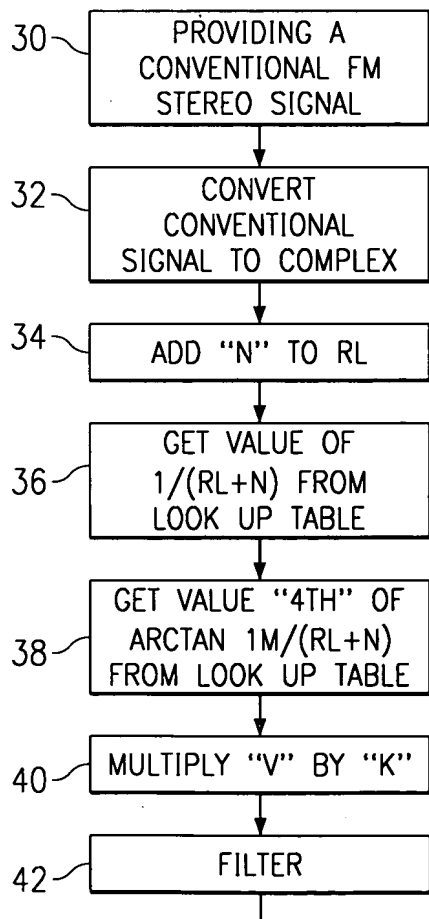 30
PROVIDING A
CONVENTIONAL FM
STEREO SIGNAL
32
CONVERT
CONVENTIONAL
SIGNAL TO COMPLEX
34
ADD "N" TO RL
36
GET VALUE OF
1/(RL+N) FROM
LOOK UP TABLE
38
GET VALUE "4TH" OF
ARCTAN 1M/(RL+N)
FROM LOOK UP TABLE
40
MULTIPLY "V" BY "K"
42
FILTER